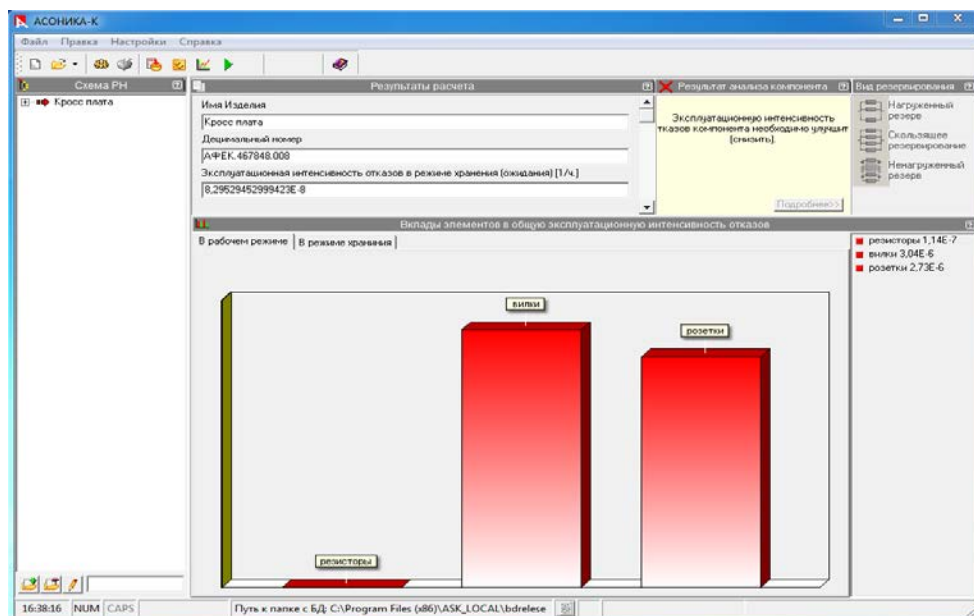 АСОНИКА-К
Файл Правка Настройки Справка
Схема РН
Кросс плата
Результаты расчета
Имя Изделия
Кросс плата
Децимальный номер
АФЕК.467848.008
Эксплуатационная интенсивность отказов в режиме хранения (ожидания) [1/ч.]
8,29529452999423E-8
Результат анализа компонента
Эксплуатационную интенсивность
тказов компонента необходимо улучшит
(снизить).
Подробнее>>
Вид резервирования
Нагруженный
резерв
Скользящее
резервирование
Ненагруженный
резерв
Вклады элементов в общую эксплуатационную интенсивность отказов
В рабочем режиме В режиме хранения
вилки
розетки
резисторы
резисторы 1,14E-7
вилки 3,04E-6
розетки 2,73E-6
16:38:16 NUM CAPS Путь к папке с БД: C:\Program Files (x86)\ASK_LOCAL\bdrelese